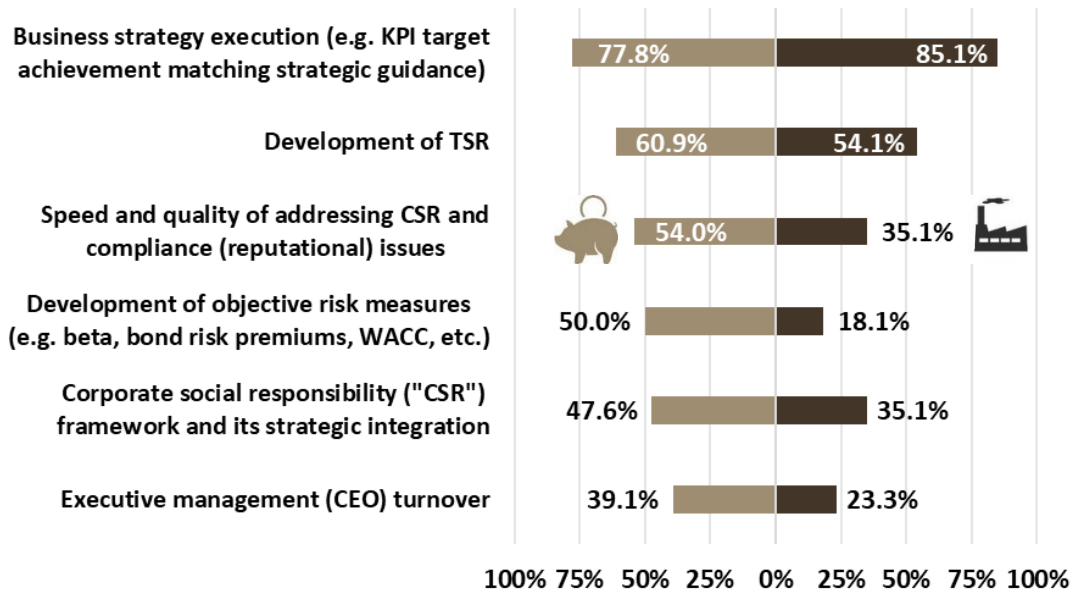 Business strategy execution (e.g. KPI target
achievement matching strategic guidance)
77.8%
85.1%
Development of TSR
60.9%
54.1%
Speed and quality of addressing CSR and
compliance (reputational) issues
54.0%
35.1%
Development of objective risk measures
(e.g. beta, bond risk premiums, WACC, etc.)
50.0%
18.1%
Corporate social responsibility ("CSR")
framework and its strategic integration
47.6%
35.1%
Executive management (CEO) turnover
39.1%
23.3%
100% 75% 50% 25% 0% 25% 50% 75% 100%